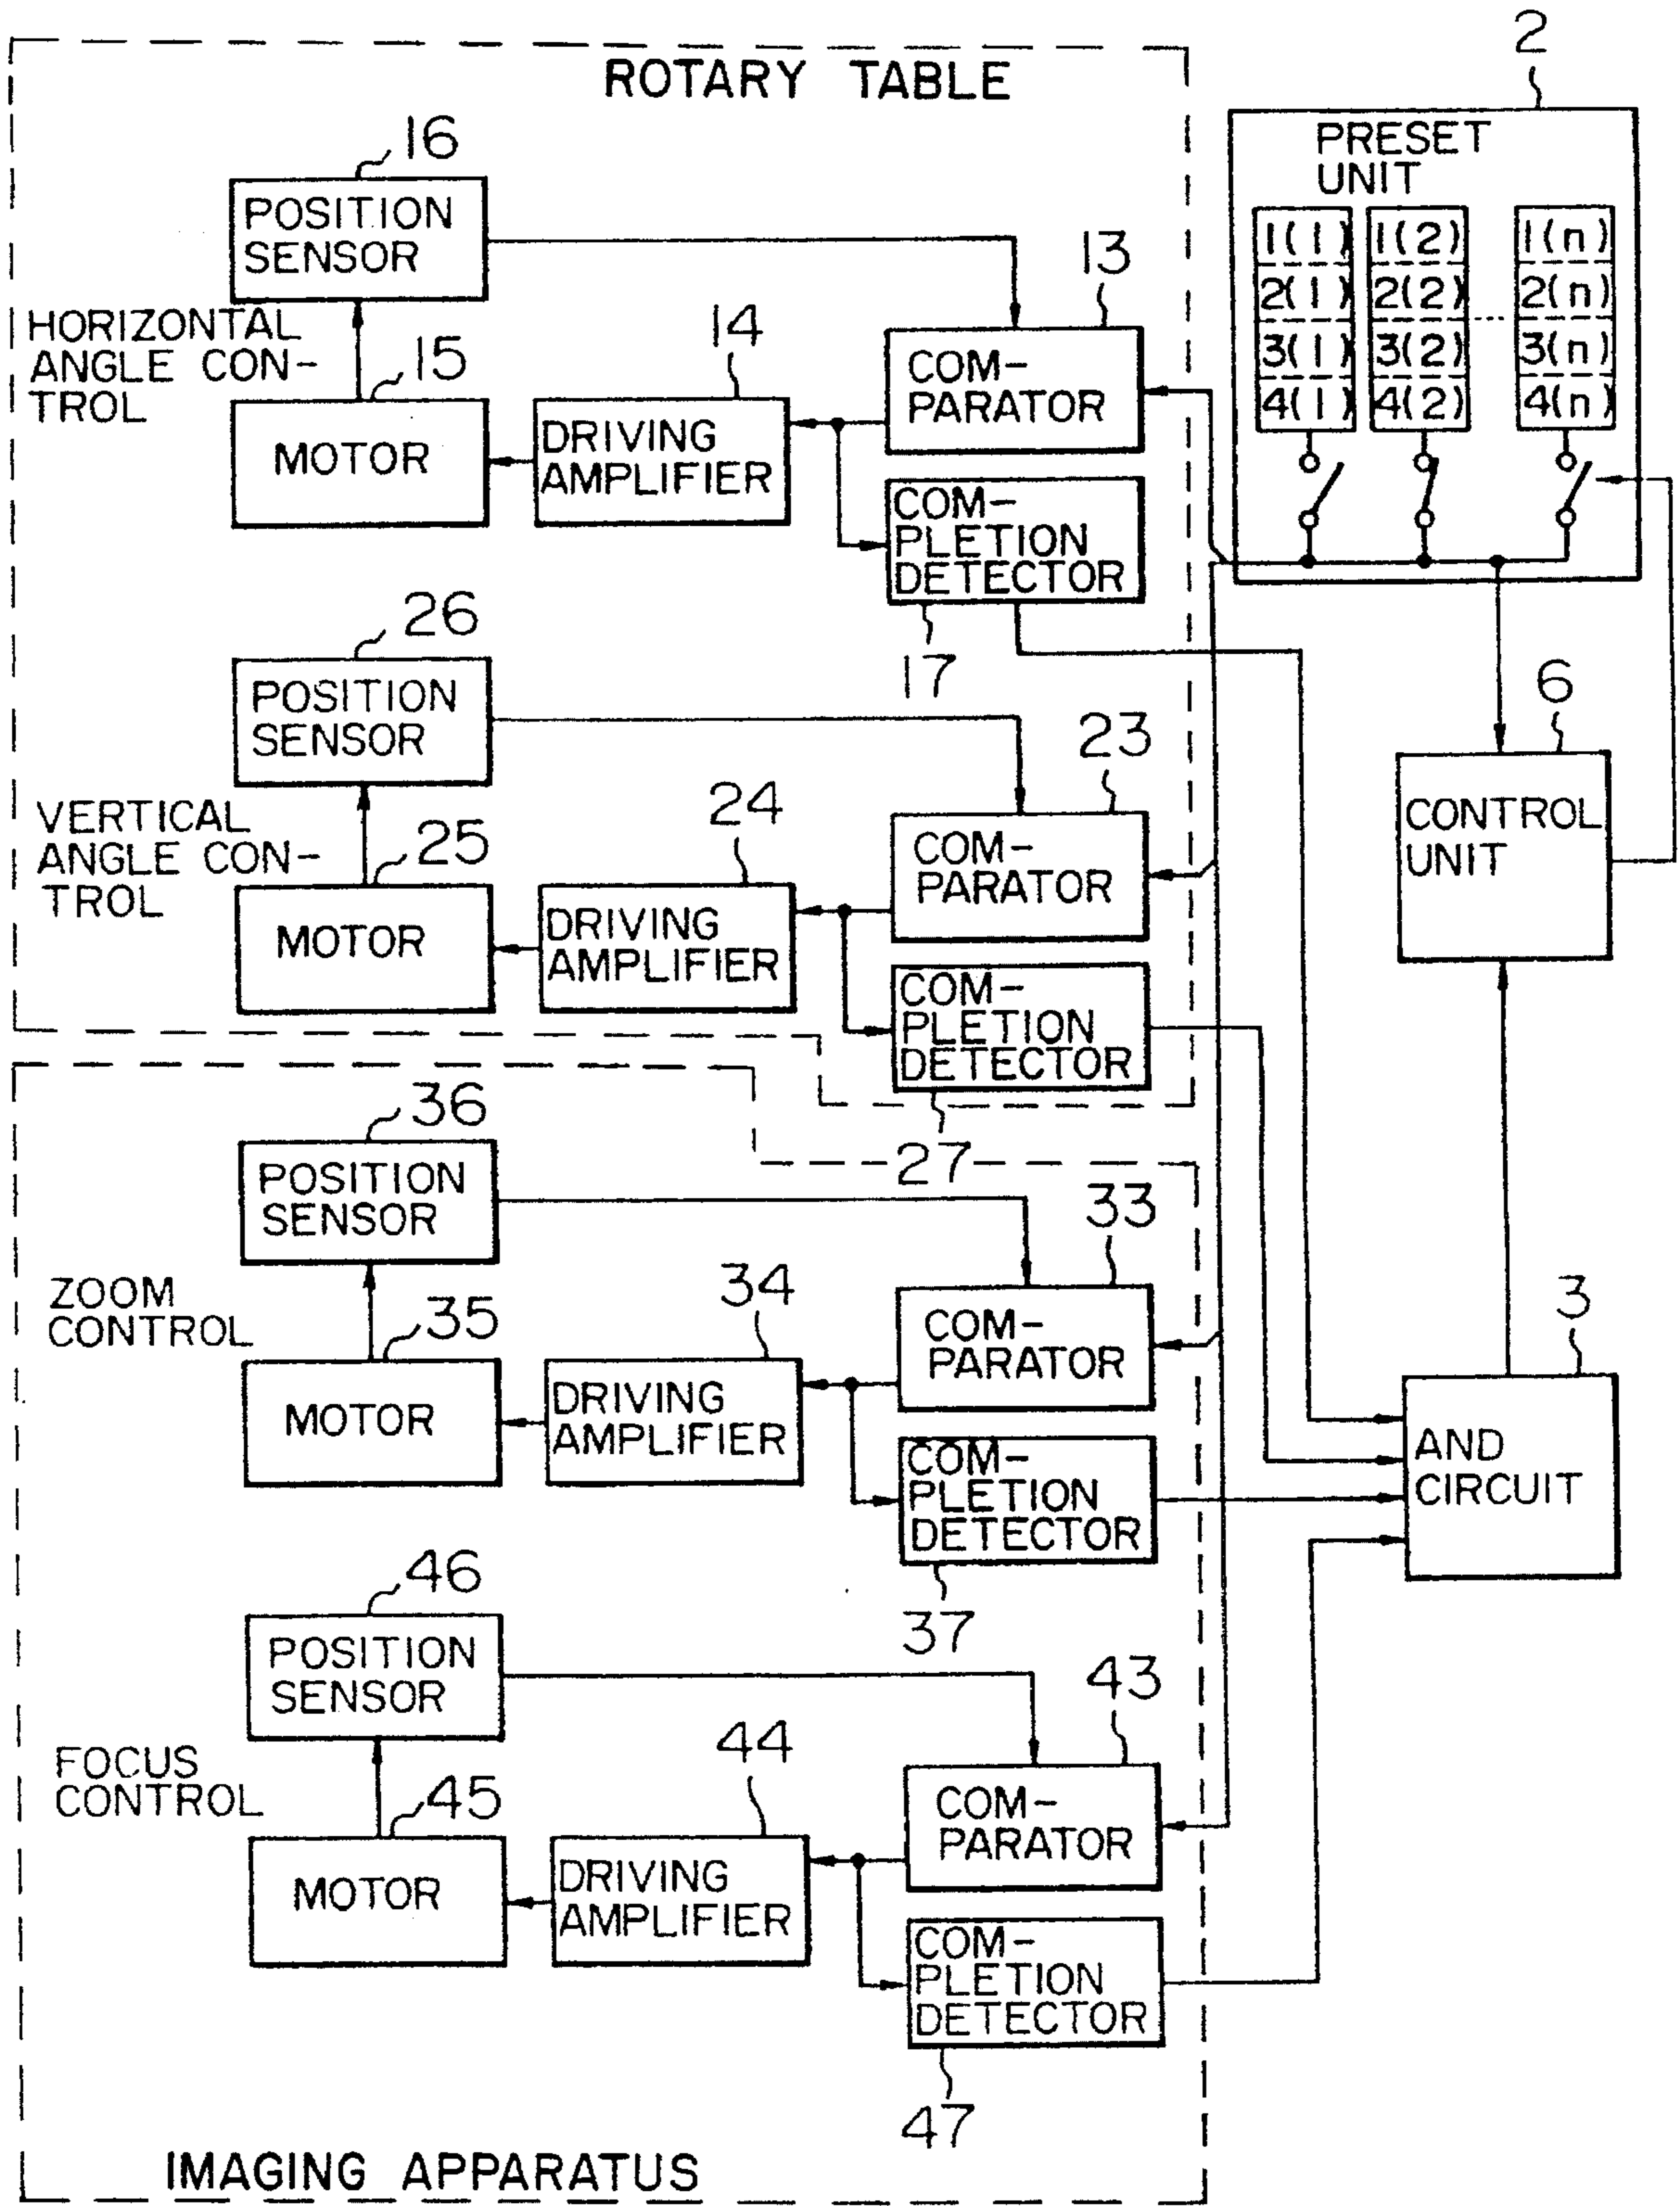 2
ROTARY TABLE
PRESET
UNIT
1(1)
2(1)
3(1)
4(1)
1(2)
2(2)
3(2)
4(2)
1(n)
2(n)
3(n)
4(n)
16
POSITION
SENSOR
13
HORIZONTAL
ANGLE CON-
TROL
15
14
COM-
PARATOR
MOTOR
DRIVING
AMPLIFIER
COM-
PLETION
DETECTOR
17
26
POSITION
SENSOR
23
6
CONTROL
UNIT
VERTICAL
ANGLE CON-
TROL
25
24
COM-
PARATOR
MOTOR
DRIVING
AMPLIFIER
COM-
PLETION
DETECTOR
27
36
POSITION
SENSOR
33
ZOOM
CONTROL
35
34
COM-
PARATOR
3
MOTOR
DRIVING
AMPLIFIER
COM-
PLETION
DETECTOR
37
AND
CIRCUIT
46
POSITION
SENSOR
43
FOCUS
CONTROL
45
44
COM-
PARATOR
MOTOR
DRIVING
AMPLIFIER
COM-
PLETION
DETECTOR
47
IMAGING APPARATUS